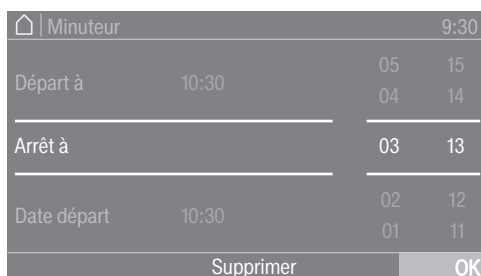 Minuteur 9:30
05 15
Départ à 10:30
04 14
Arrêt à 03 13
02 12
Date départ 10:30
01 11
Supprimer OK